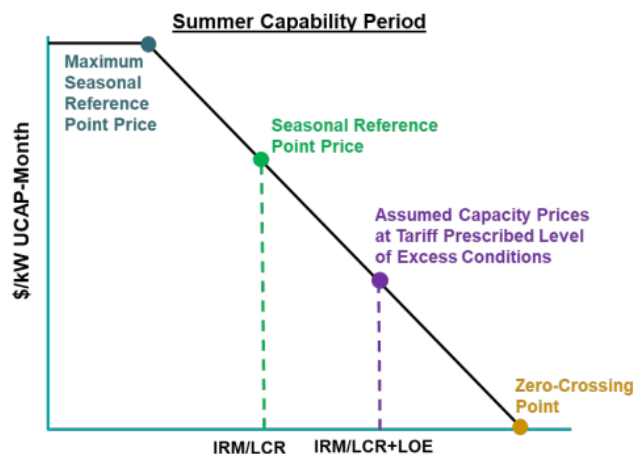 Summer Capability Period
Maximum
Seasonal
Reference
Point Price
Seasonal Reference
Point Price
Assumed Capacity Prices
at Tariff Prescribed Level
of Excess Conditions
Zero-Crossing
Point
$/kW UCAP-Month
IRM/LCR
IRM/LCR+LOE